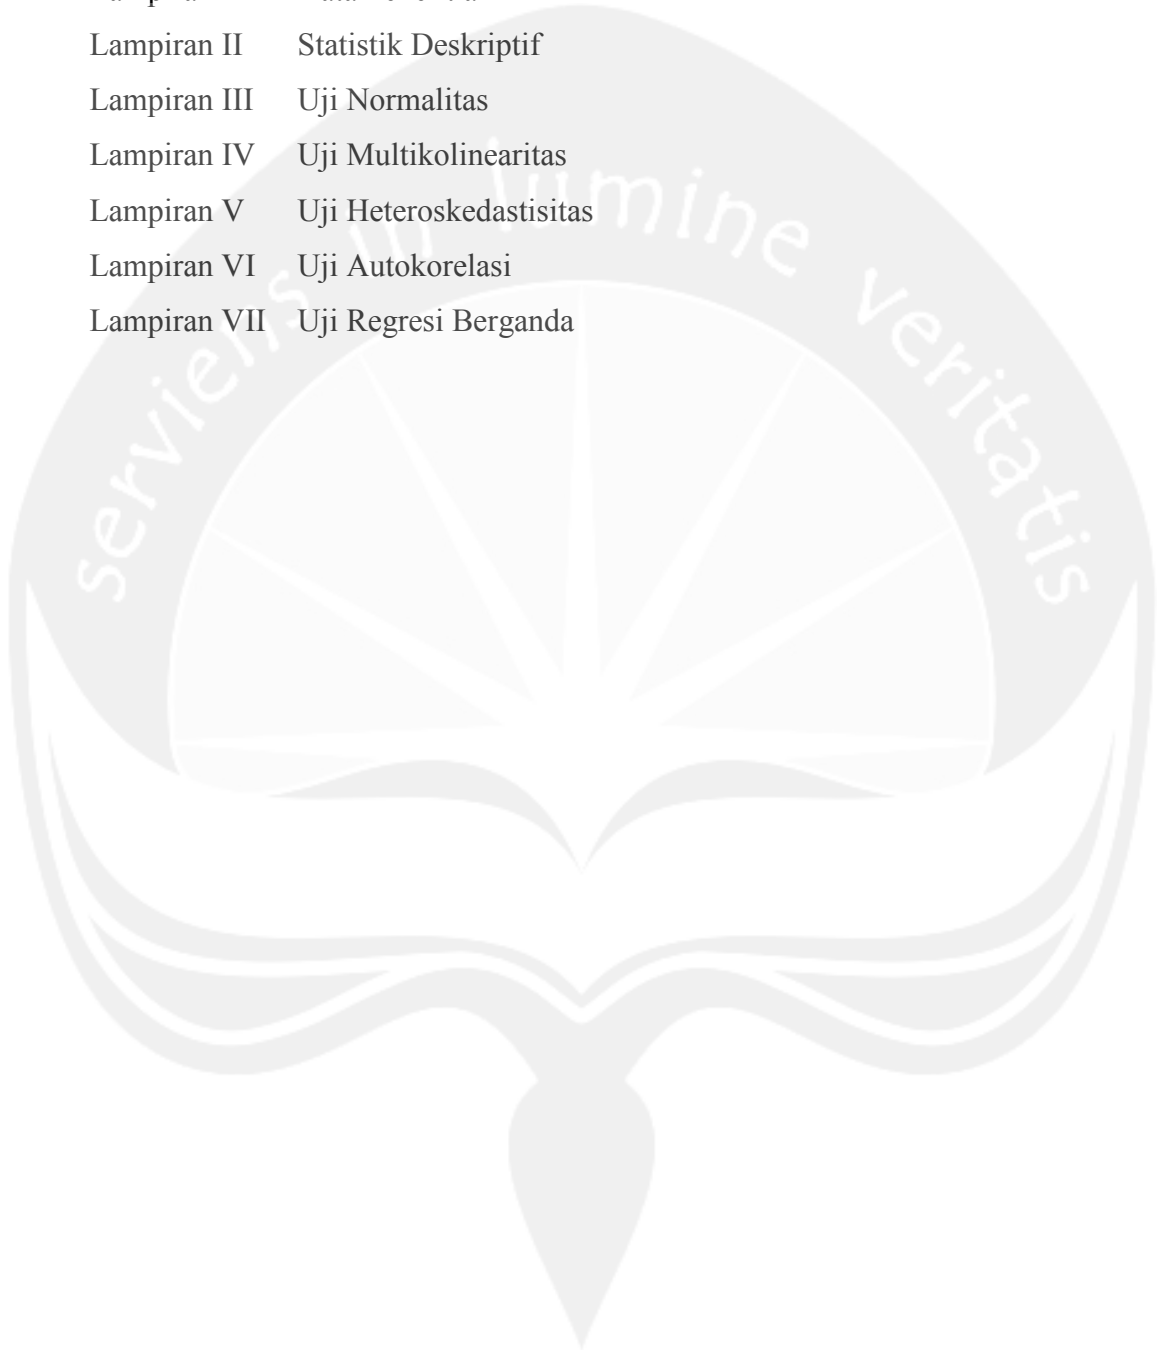 Lampiran II Statistik Deskriptif
Lampiran III Uji Normalitas
Lampiran IV Uji Multikolinearitas
Lampiran V Uji Heteroskedastisitas
Lampiran VI Uji Autokorelasi
Lampiran VII Uji Regresi Berganda
serviens in lumine veritatis